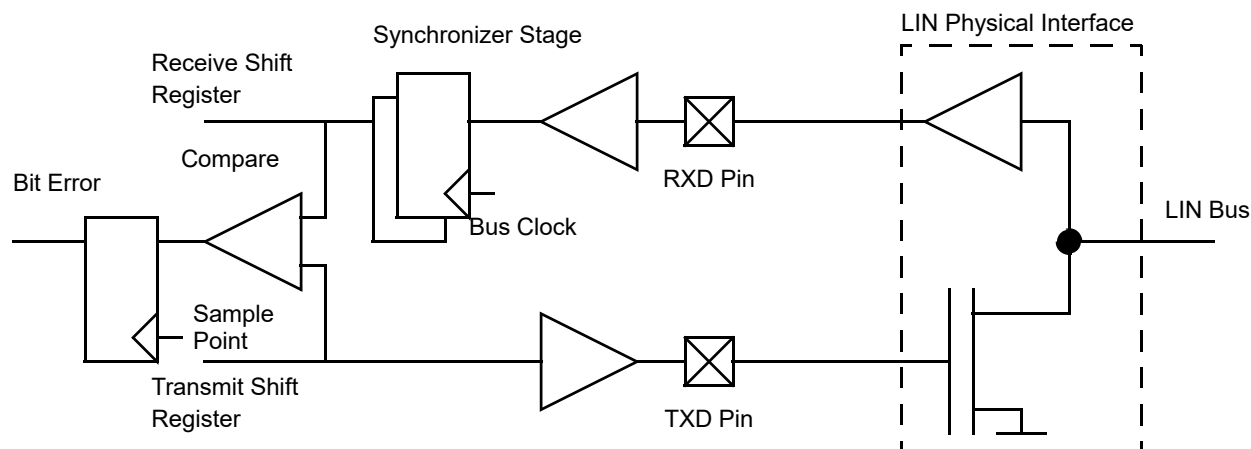 LIN Physical Interface
Synchronizer Stage
Receive Shift
Register
Compare
RXD Pin
Bit Error
LIN Bus
Bus Clock
Sample
Point
Transmit Shift
Register
TXD Pin